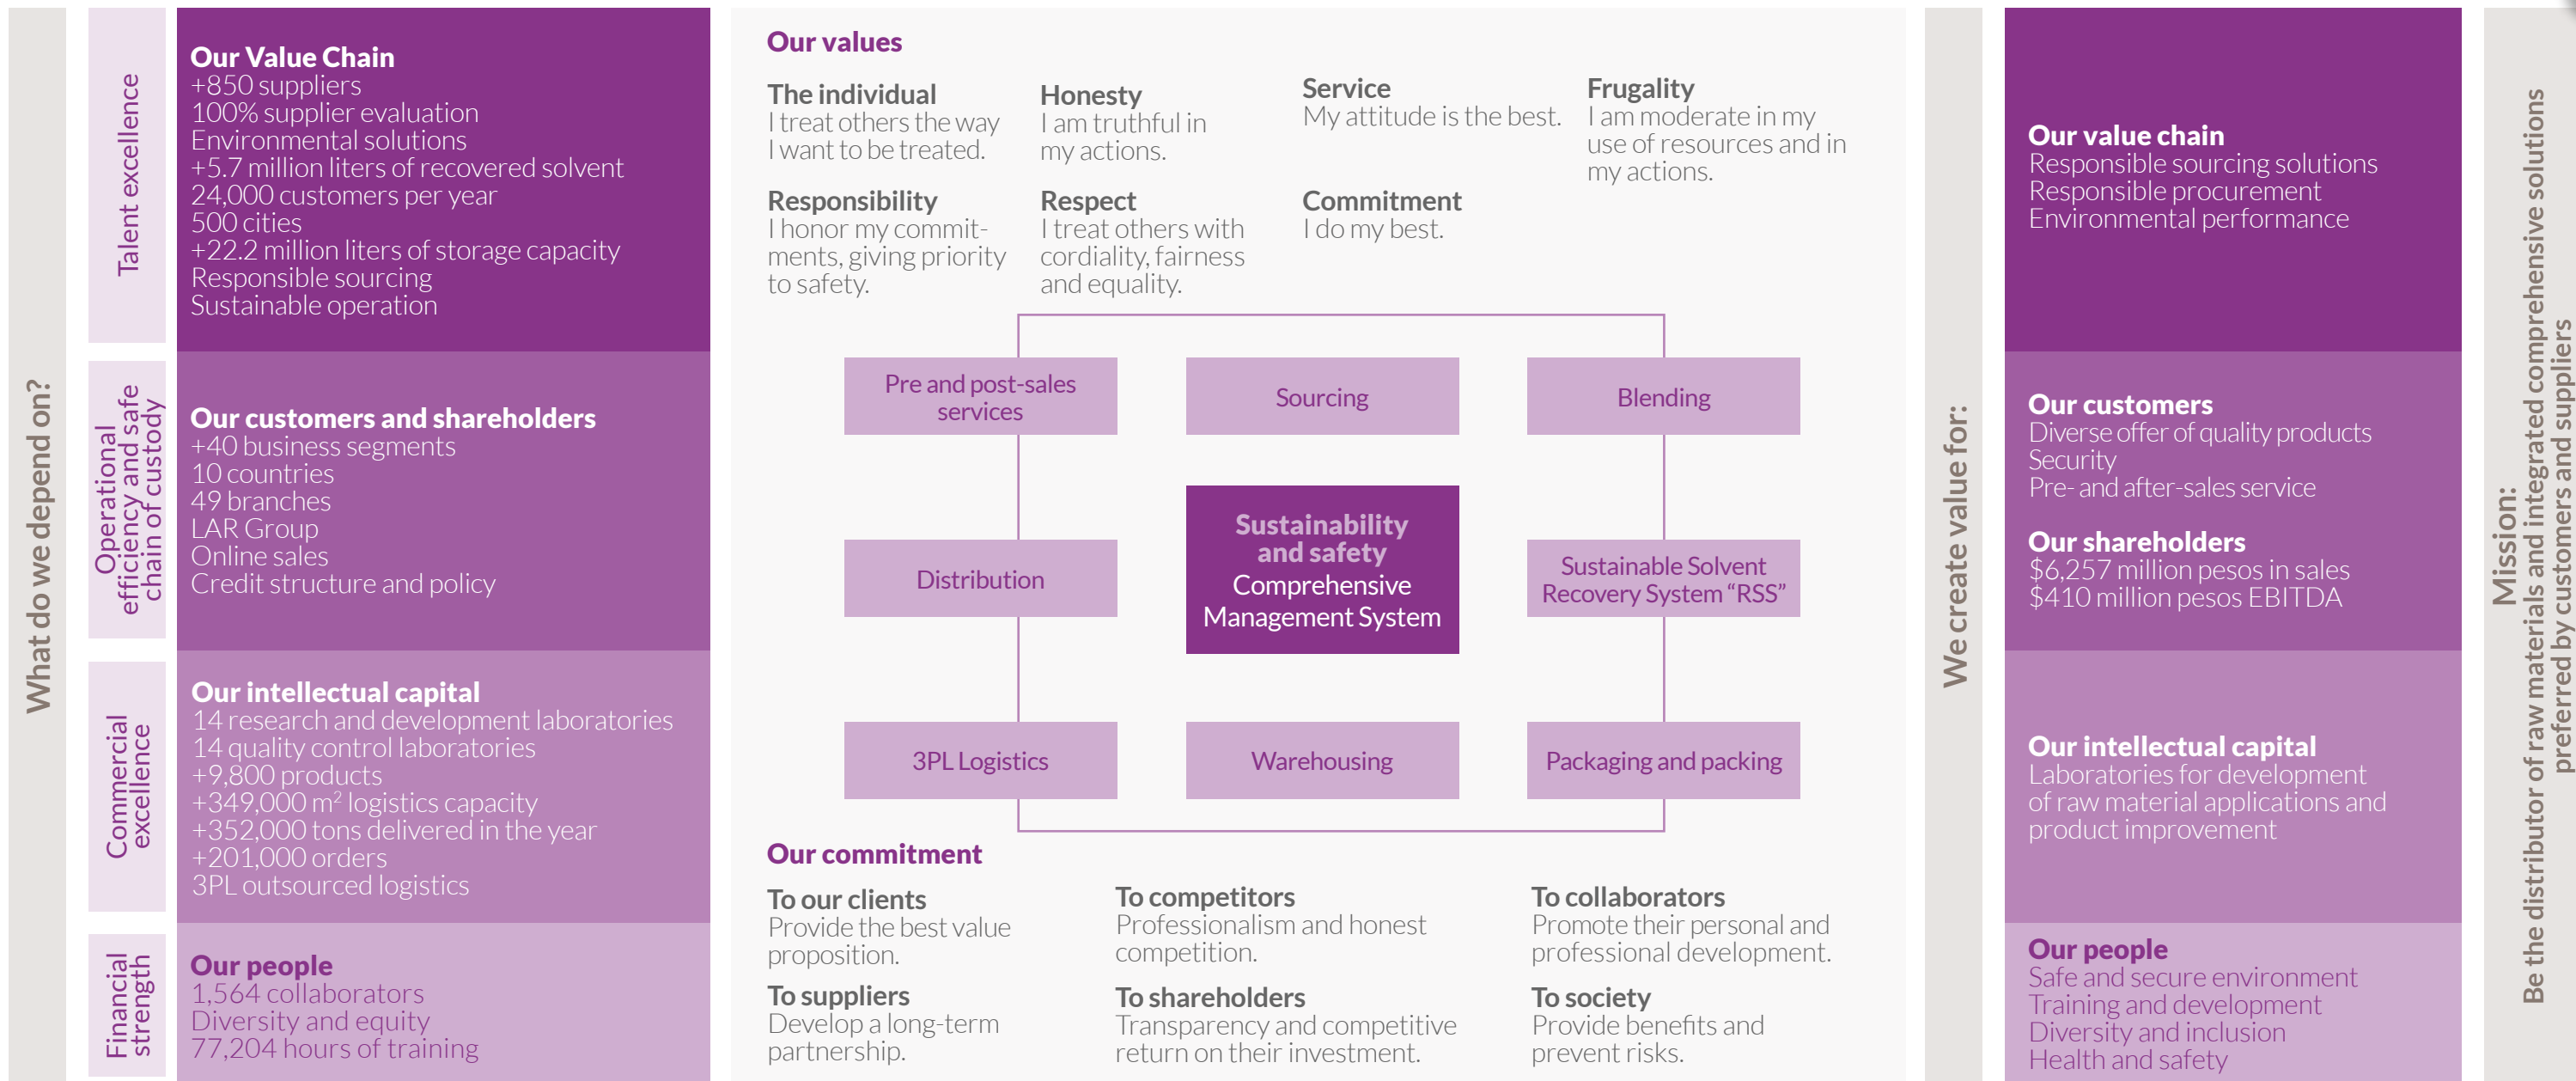 What do we depend on?
Talent excellence
Operational
efficiency and safe
chain of custody
Commercial
excellence
Financial
strength
Our Value Chain
+850 suppliers
100% supplier evaluation
Environmental solutions
+5.7 million liters of recovered solvent
24,000 customers per year
500 cities
+22.2 million liters of storage capacity
Responsible sourcing
Sustainable operation
Our customers and shareholders
+40 business segments
10 countries
49 branches
LAR Group
Online sales
Credit structure and policy
Our intellectual capital
14 research and development laboratories
14 quality control laboratories
+9,800 products
+349,000 m² logistics capacity
+352,000 tons delivered in the year
+201,000 orders
3PL outsourced logistics
Our people
1,564 collaborators
Diversity and equity
77,204 hours of training
Our values
The individual
I treat others the way
I want to be treated.
Honesty
I am truthful in
my actions.
Service
My attitude is the best.
Frugality
I am moderate in my
use of resources and in
my actions.
Responsibility
I honor my commit-
ments, giving priority
to safety.
Respect
I treat others with
cordiality, fairness
and equality.
Commitment
I do my best.
Pre and post-sales
services
Sourcing
Blending
Distribution
Sustainability
and safety
Comprehensive
Management System
Sustainable Solvent
Recovery System “RSS”
3PL Logistics
Warehousing
Packaging and packing
Our commitment
To our clients
Provide the best value
proposition.
To competitors
Professionalism and honest
competition.
To collaborators
Promote their personal and
professional development.
To suppliers
Develop a long-term
partnership.
To shareholders
Transparency and competitive
return on their investment.
To society
Provide benefits and
prevent risks.
We create value for:
Our value chain
Responsible sourcing solutions
Responsible procurement
Environmental performance
Our customers
Diverse offer of quality products
Security
Pre- and after-sales service
Our shareholders
$6,257 million pesos in sales
$410 million pesos EBITDA
Our intellectual capital
Laboratories for development
of raw material applications and
product improvement
Our people
Safe and secure environment
Training and development
Diversity and inclusion
Health and safety
Mission:
Be the distributor of raw materials and integrated comprehensive solutions
preferred by customers and suppliers